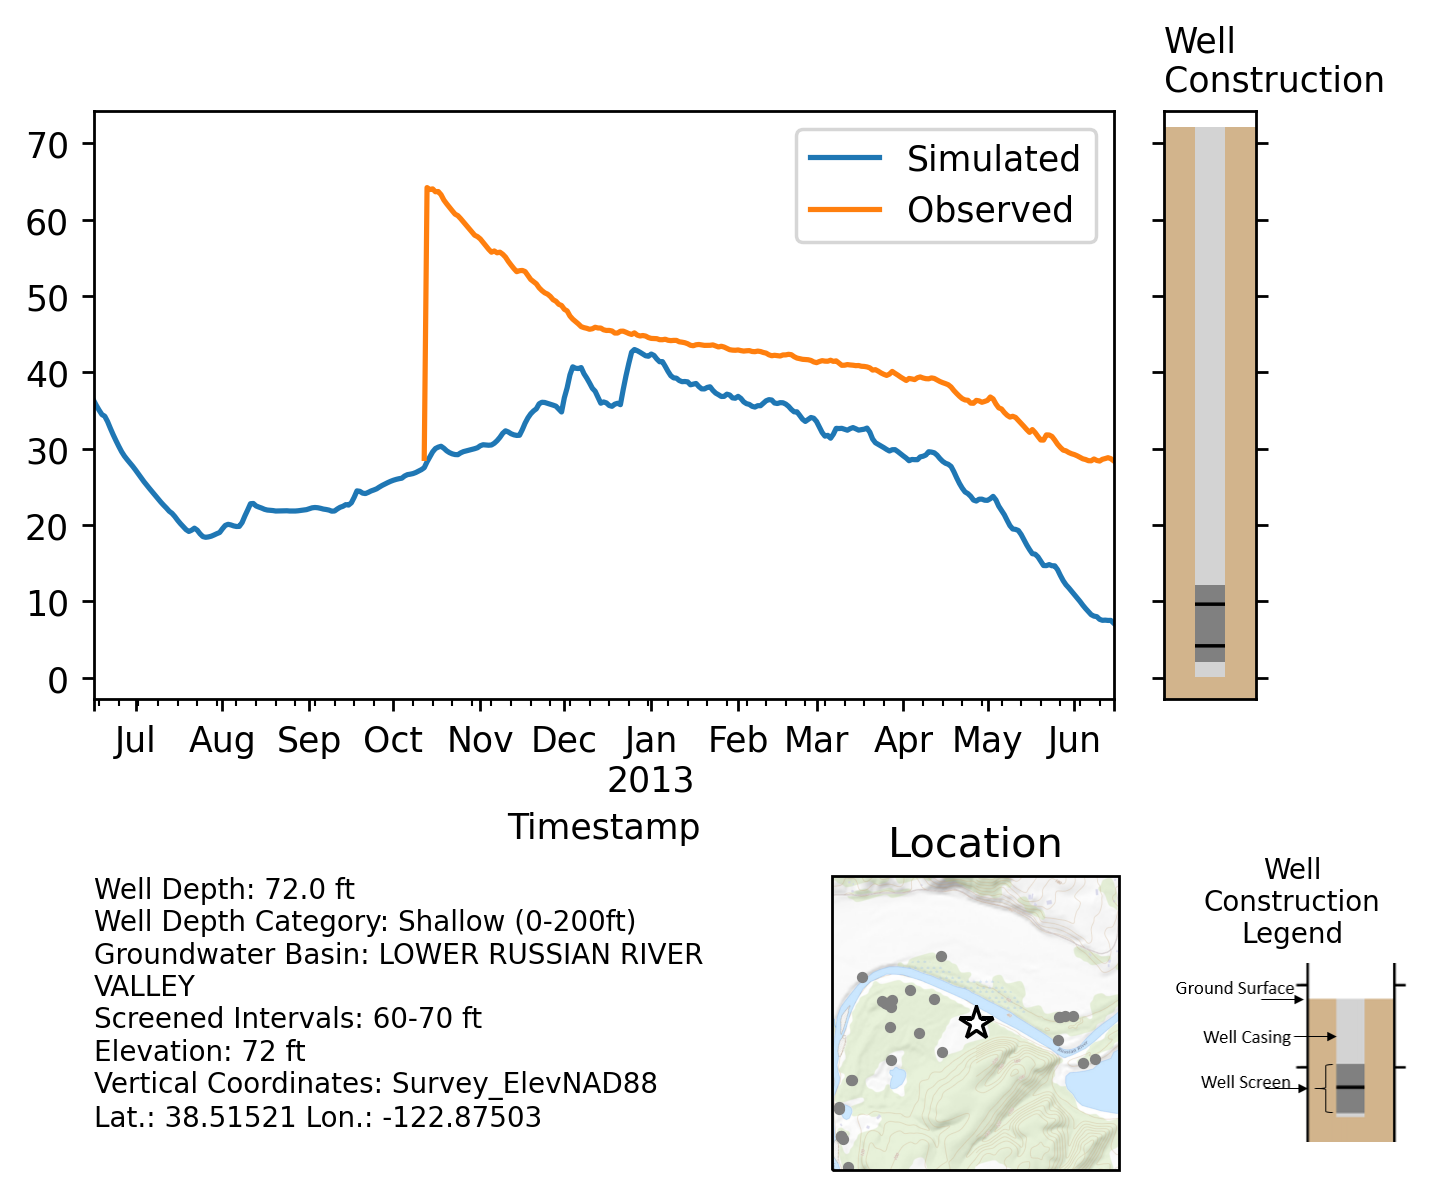 Well
Construction
Simulated
Observed
70
60
50
40
30
20
10
0
Jul Aug Sep Oct Nov Dec Jan Feb Mar Apr May Jun
2013
Timestamp
Well Depth: 72.0 ft
Well Depth Category: Shallow (0-200ft)
Groundwater Basin: LOWER RUSSIAN RIVER
VALLEY
Screened Intervals: 60-70 ft
Elevation: 72 ft
Vertical Coordinates: Survey_ElevNAD88
Lat.: 38.51521 Lon.: -122.87503
Location
Russian River
Well
Construction
Legend
Ground Surface
Well Casing
Well Screen